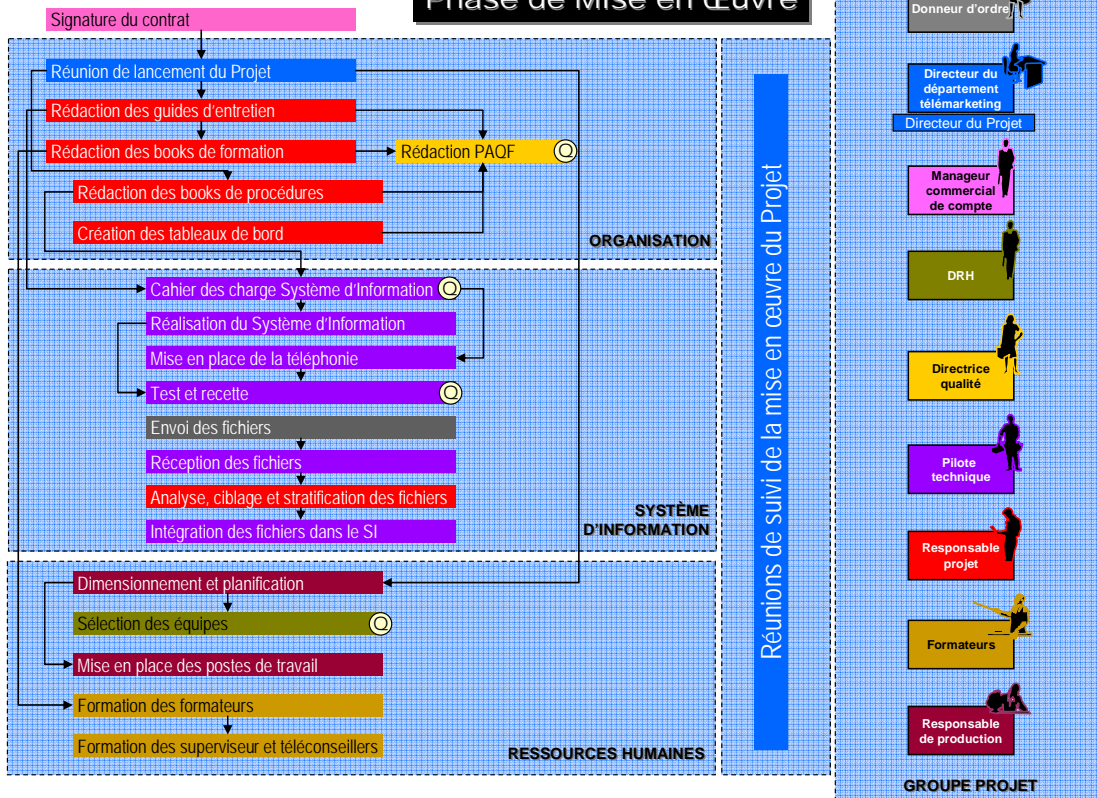 Phase de Mise en Œuvre
Signature du contrat
Réunion de lancement du Projet
Rédaction des guides d'entretien
Rédaction des books de formation
Rédaction PAQF
Q
Rédaction des books de procédures
Création des tableaux de bord
ORGANISATION
Cahier des charge Système d'Information
Q
Réalisation du Système d'Information
Mise en place de la téléphonie
Test et recette
Q
Envoi des fichiers
Réception des fichiers
Analyse, ciblage et stratification des fichiers
Intégration des fichiers dans le SI
SYSTÈME
D'INFORMATION
Dimensionnement et planification
Sélection des équipes
Q
Mise en place des postes de travail
Formation des formateurs
Formation des superviseur et téléconseillers
RESSOURCES HUMAINES
Réunions de suivi de la mise en œuvre du Projet
Donneur d'ordre
Directeur du
département
télémarketing
Directeur du Projet
Manageur
commercial
de compte
DRH
Directrice
qualité
Pilote
technique
Responsable
projet
Formateurs
Responsable
de production
GROUPE PROJET